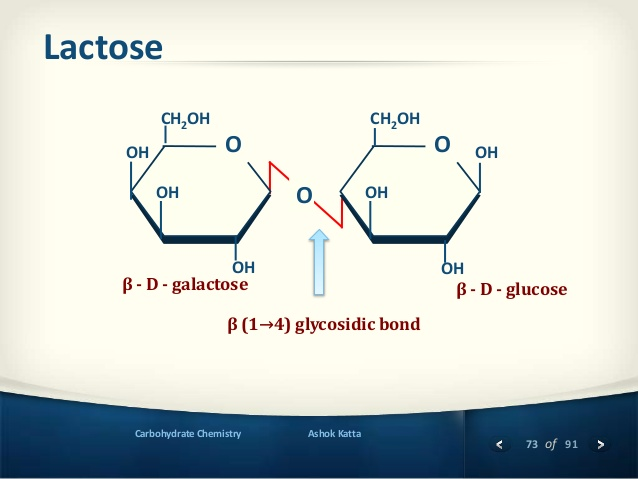 Lactose
CH₂OH CH₂OH
O O
OH OH
OH O OH
OH OH
β - D - galactose β - D - glucose
β (1→4) glycosidic bond
Carbohydrate Chemistry Ashok Katta
< 73 of 91 >